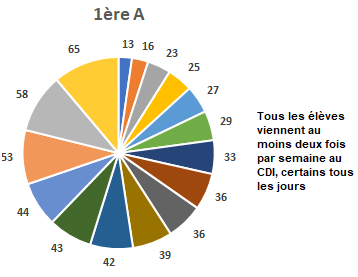 1ère A
13
16
23
25
27
29
33
36
36
39
42
43
44
53
58
65
Tous les élèves
viennent au
moins deux fois
par semaine au
CDI, certains tous
les jours